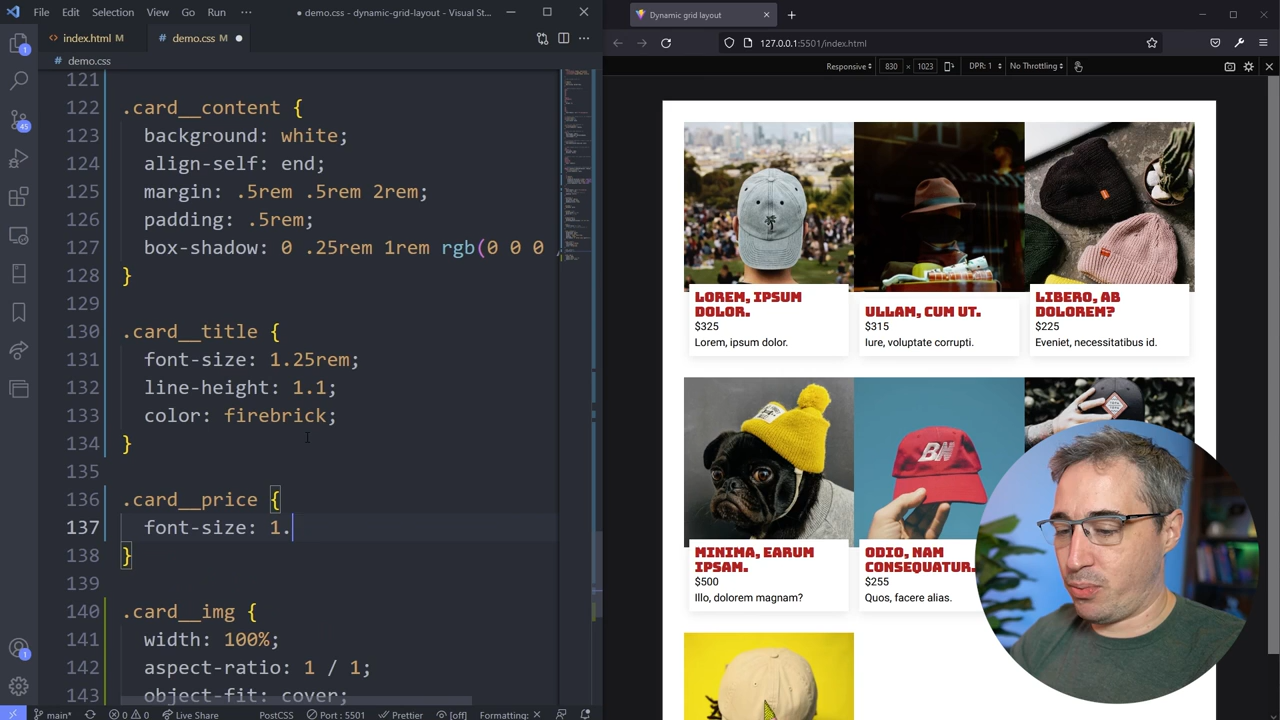 File Edit Selection View Go Run ··· ● demo.css - dynamic-grid-layout - Visual St...
index.html M demo.css M ●
# demo.css
121
122 .card__content {
123 background: white;
124 align-self: end;
125 margin: .5rem .5rem 2rem;
126 padding: .5rem;
127 box-shadow: 0 .25rem 1rem rgb(0 0 0
128 }
129
130 .card__title {
131 font-size: 1.25rem;
132 line-height: 1.1;
133 color: firebrick;
134 }
135
136 .card__price {
137 font-size: 1.
138 }
139
140 .card__img {
141 width: 100%;
142 aspect-ratio: 1 / 1;
143 object-fit: cover;
1
45
1
main* 0 0 Live Share PostCSS Port : 5501 Prettier [off] Formatting: ×
Dynamic grid layout
127.0.0.1:5501/index.html
Responsive 830 × 1023 DPR: 1 No Throttling
LOREM, IPSUM
DOLOR.
$325
Lorem, ipsum dolor.
ULLAM, CUM UT.
$315
Iure, voluptate corrupti.
LIBERO, AB
DOLOREM?
$225
Eveniet, necessitatibus id.
BN
MINIMA, EARUM
IPSAM.
$500
Illo, dolorem magnam?
ODIO, NAM
CONSEQUATUR.
$255
Quos, facere alias.